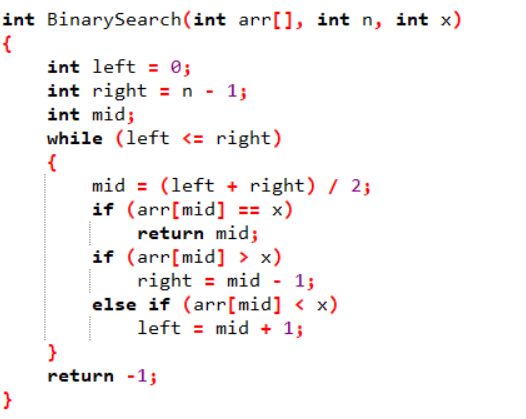 int BinarySearch(int arr[], int n, int x)
{
    int left = 0;
    int right = n - 1;
    int mid;
    while (left <= right)
    {
        mid = (left + right) / 2;
        if (arr[mid] == x)
            return mid;
        if (arr[mid] > x)
            right = mid - 1;
        else if (arr[mid] < x)
            left = mid + 1;
    }
    return -1;
}